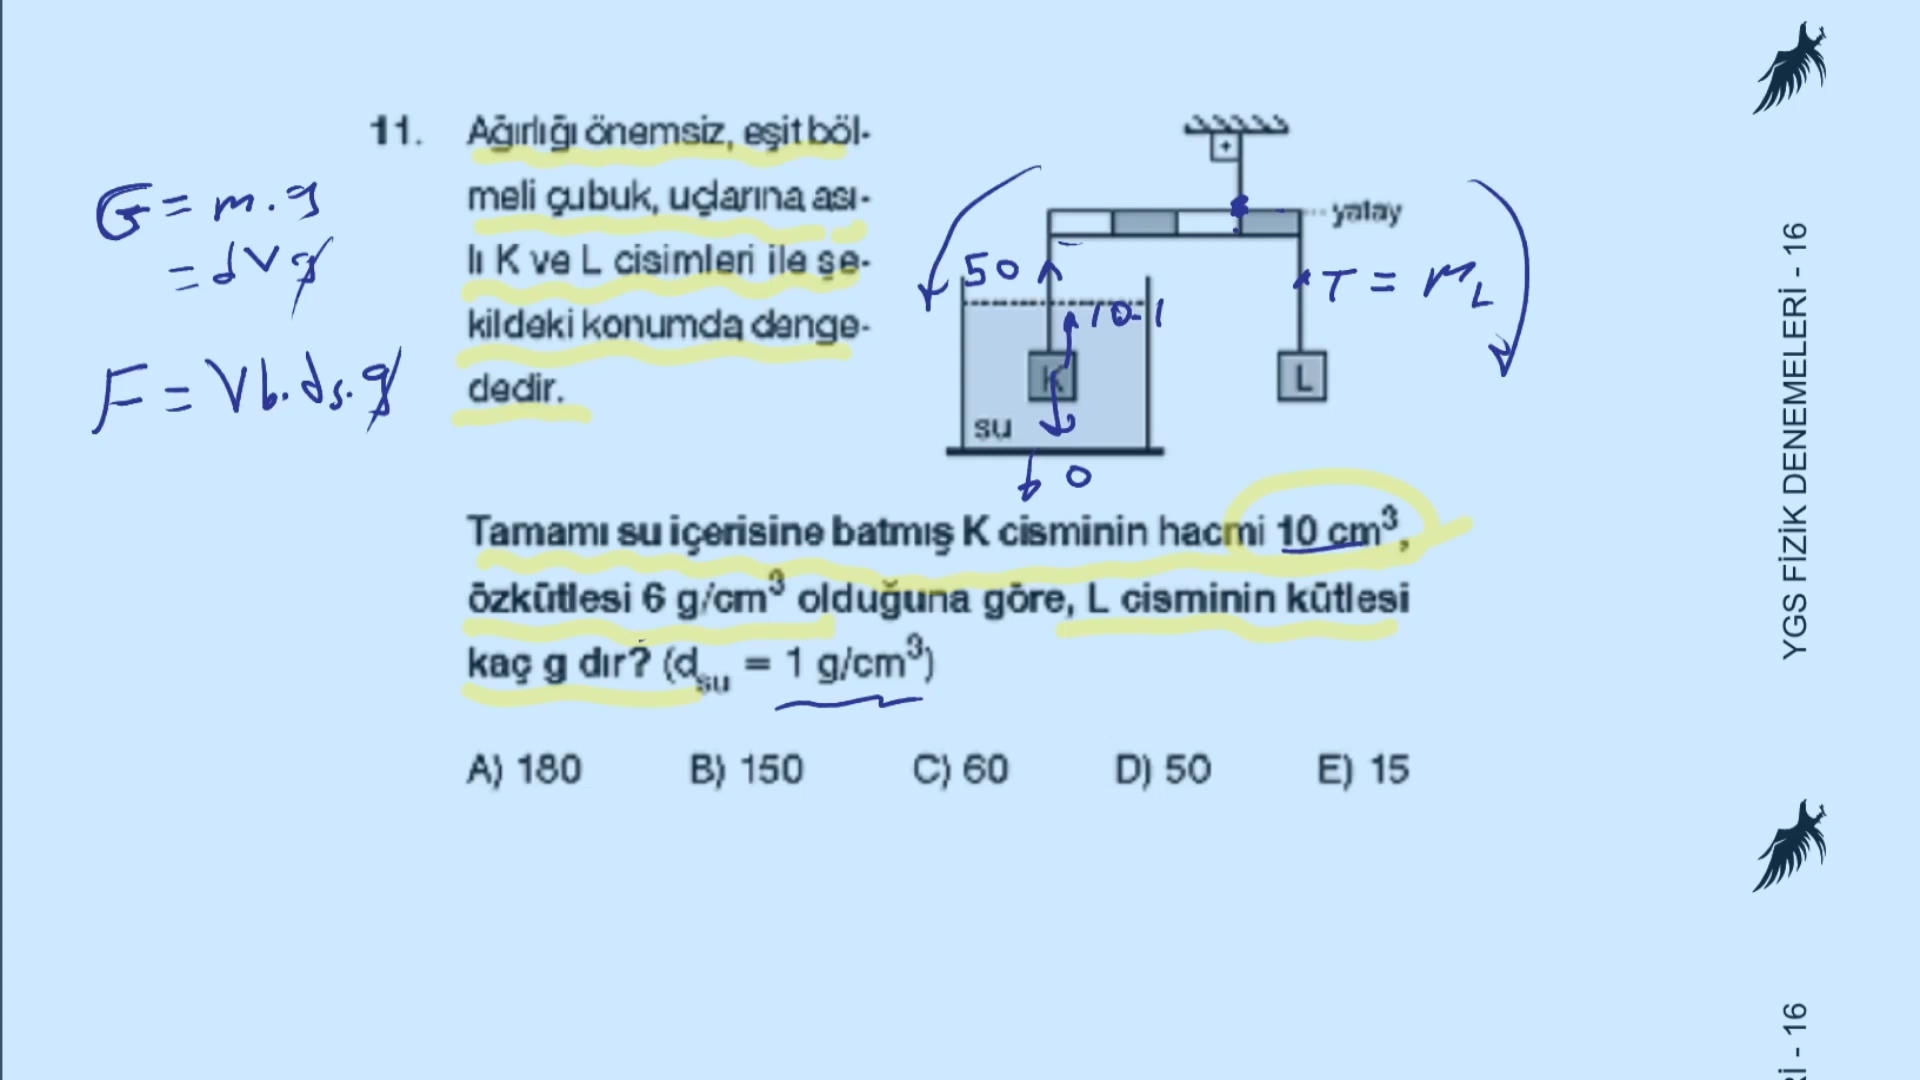 11. Ağırlığı önemsiz, eşit böl-
meli çubuk, uçlarına ası-
lı K ve L cisimleri ile şe-
kildeki konumda denge-
dedir.
G = m.g
= dVg
F = Vb.ds.g
yatay
50
T = mL
10.1
K
L
su
60
Tamamı su içerisine batmış K cisminin hacmi 10 cm³,
özkütlesi 6 g/cm³ olduğuna göre, L cisminin kütlesi
kaç g dır? (dsu = 1 g/cm³)
A) 180 B) 150 C) 60 D) 50 E) 15
YGS FİZİK DENEMELERİ - 16
İ - 16